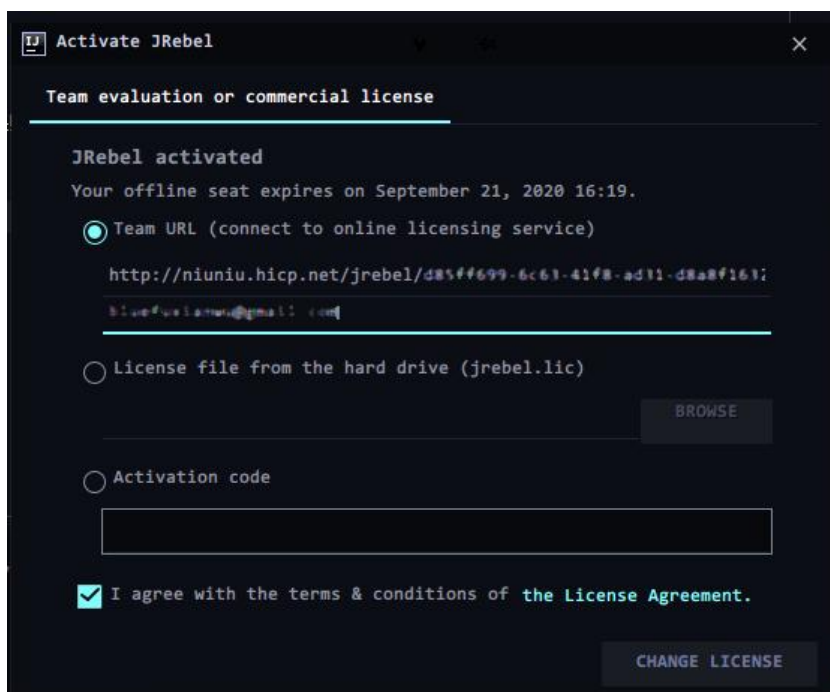 IJ Activate JRebel
Team evaluation or commercial license
JRebel activated
Your offline seat expires on September 21, 2020 16:19.
Team URL (connect to online licensing service)
http://niuniu.hicp.net/jrebel/
License file from the hard drive (jrebel.lic)
BROWSE
Activation code
I agree with the terms & conditions of the License Agreement.
CHANGE LICENSE